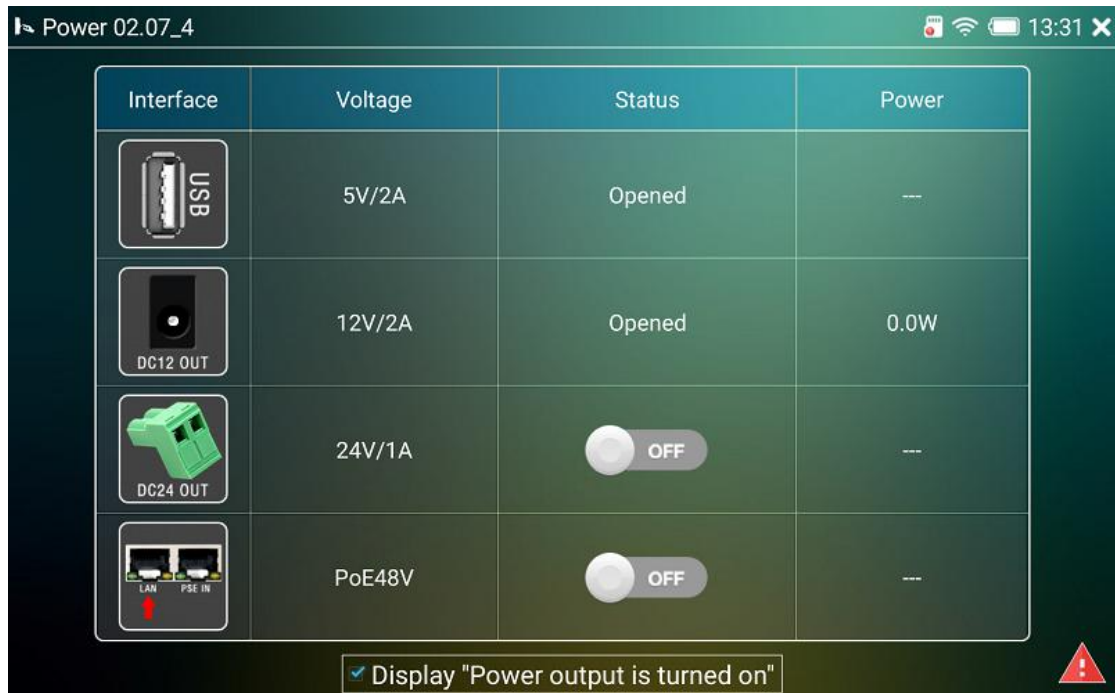 Power 02.07_4 13:31
Interface Voltage Status Power
USB 5V/2A Opened ---
12V/2A Opened 0.0W
DC12 OUT
24V/1A OFF ---
DC24 OUT
PoE48V OFF ---
LAN PSE IN
Display "Power output is turned on"